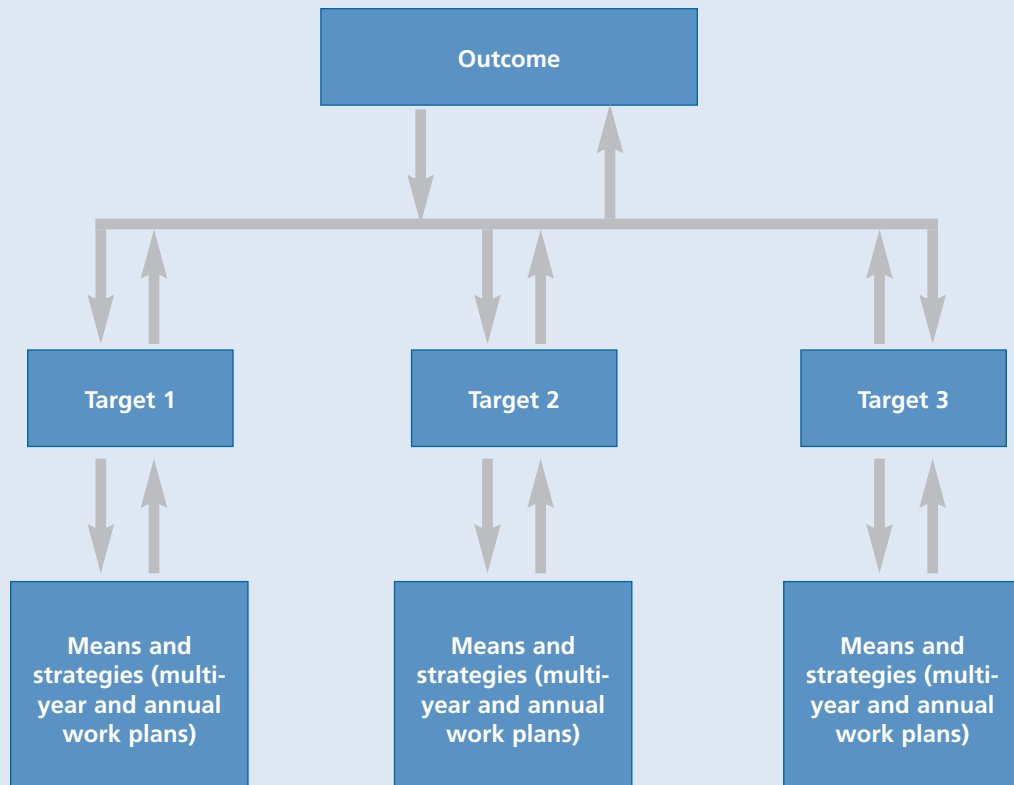 Outcome
Target 1
Target 2
Target 3
Means and
strategies (multi-
year and annual
work plans)
Means and
strategies (multi-
year and annual
work plans)
Means and
strategies (multi-
year and annual
work plans)